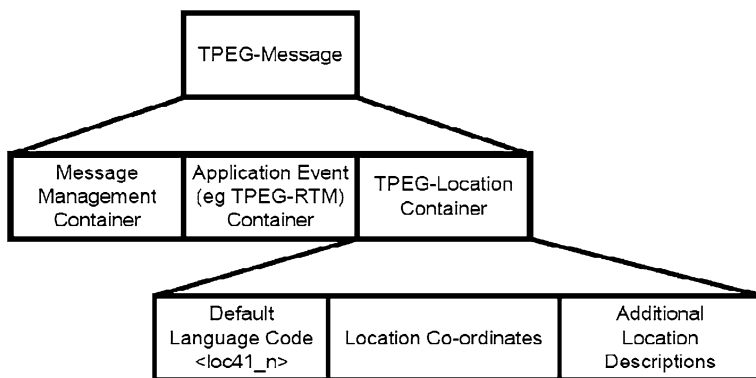 TPEG-Message
Message
Management
Container
Application Event
(eg TPEG-RTM)
Container
TPEG-Location
Container
Default
Language Code
<loc41_n>
Location Co-ordinates
Additional
Location
Descriptions